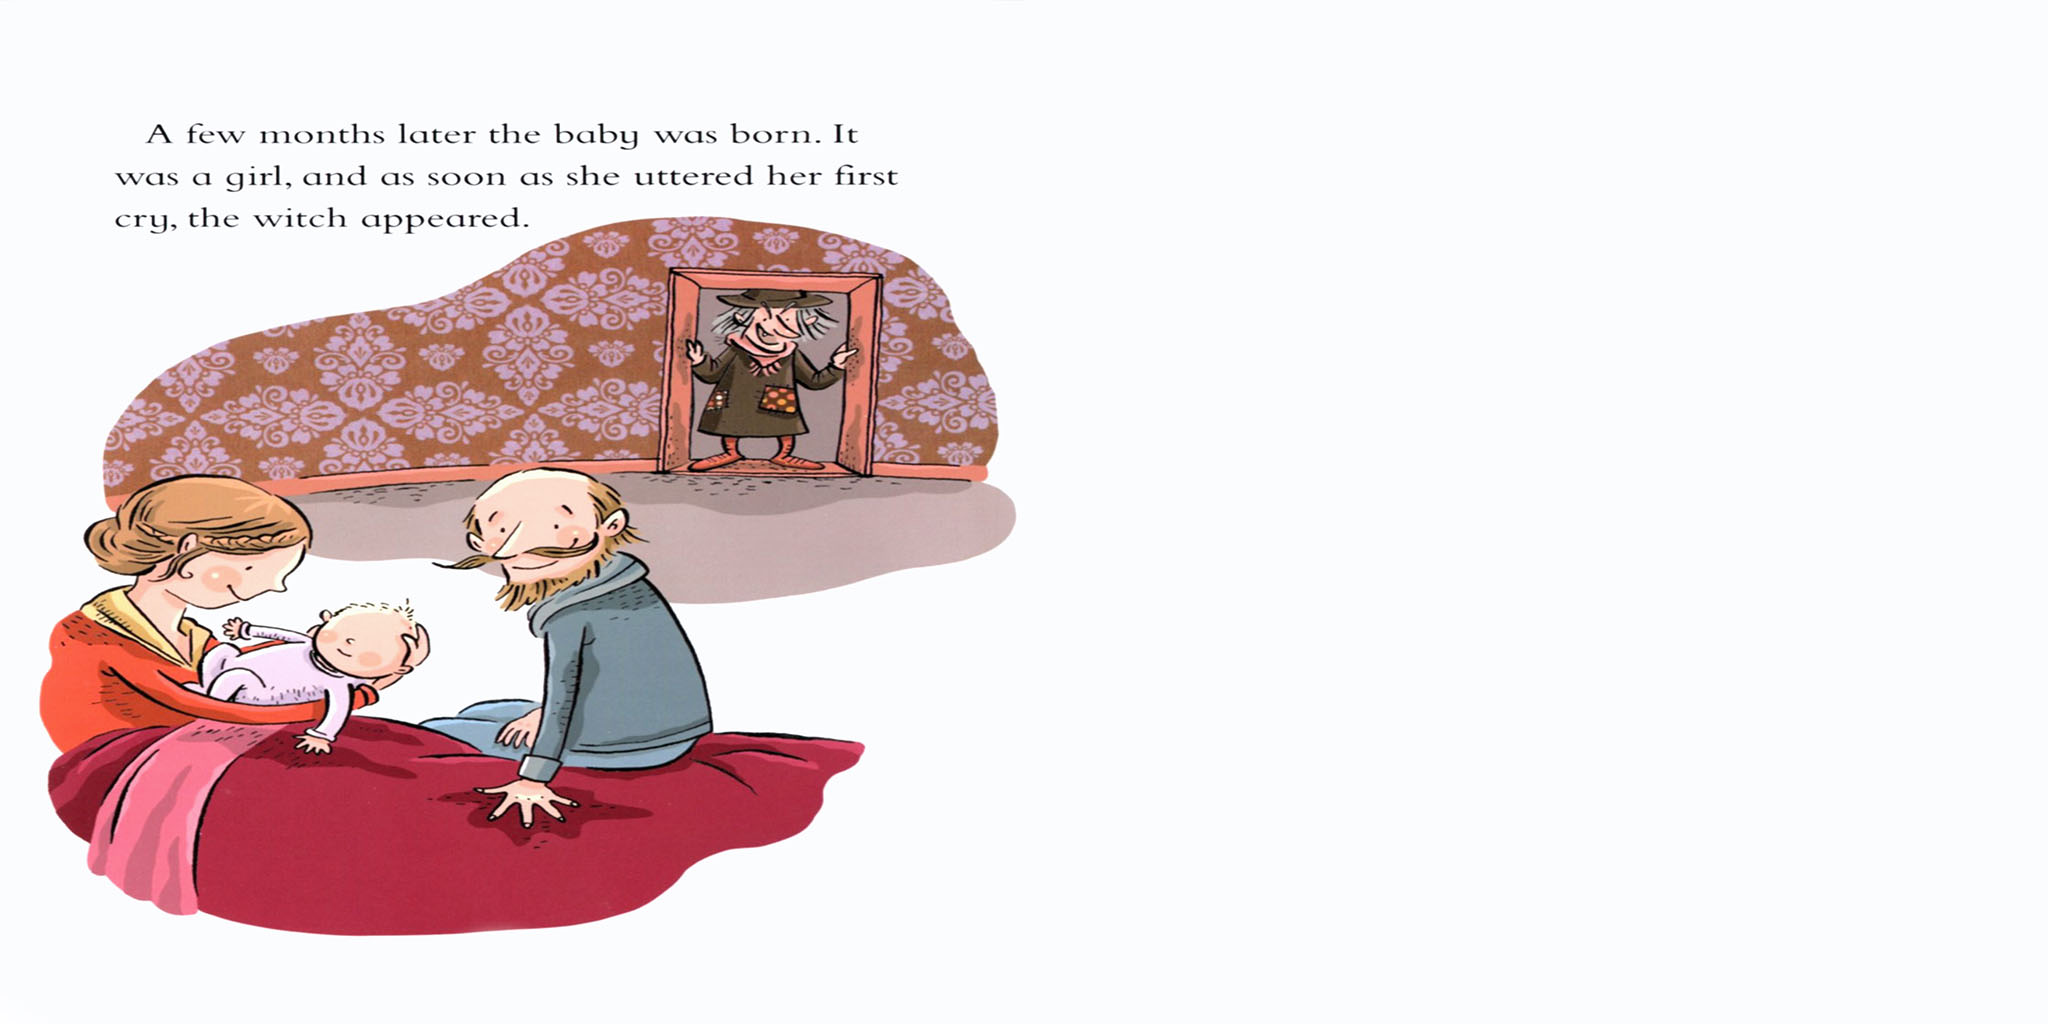 A few months later the baby was born. It
was a girl, and as soon as she uttered her first
cry, the witch appeared.